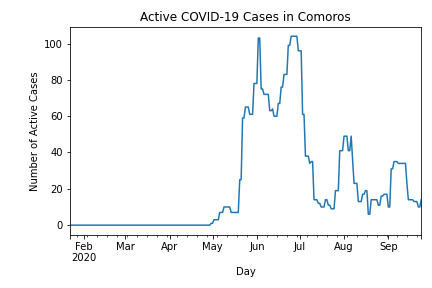 Active COVID-19 Cases in Comoros
Number of Active Cases
100
80
60
40
20
0
Feb Mar Apr May Jun Jul Aug Sep
2020
Day